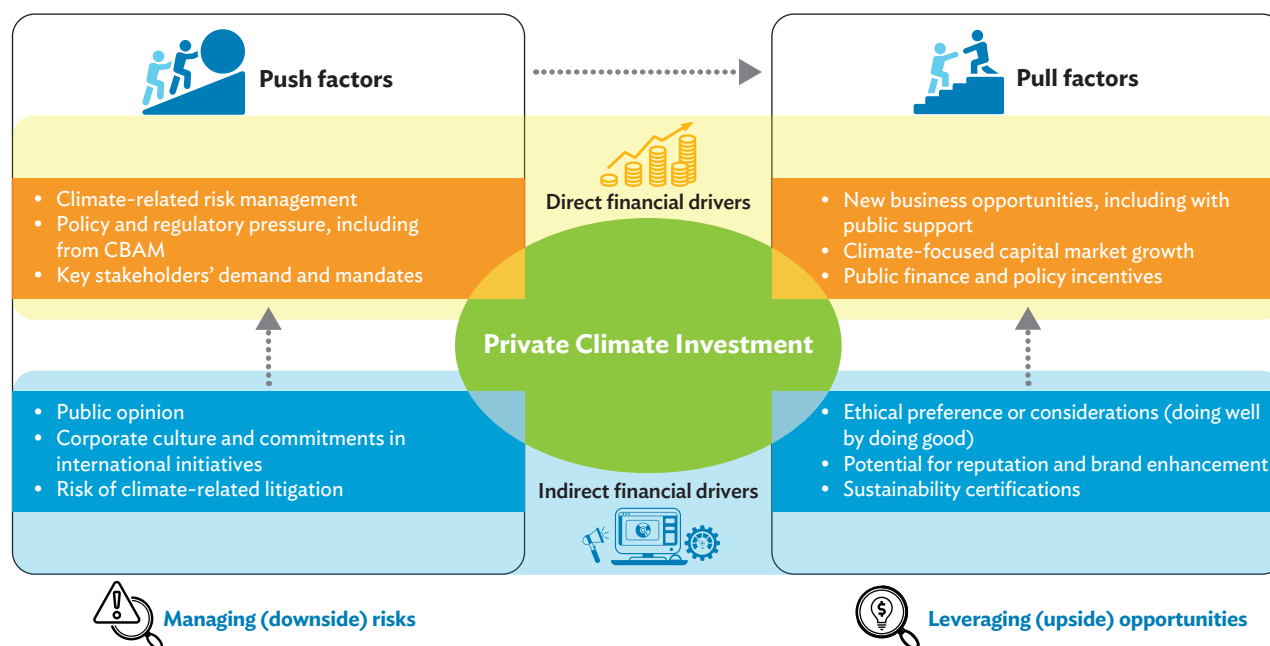 Push factors
Pull factors
Direct financial drivers
• Climate-related risk management
• Policy and regulatory pressure, including
from CBAM
• Key stakeholders’ demand and mandates
• New business opportunities, including with
public support
• Climate-focused capital market growth
• Public finance and policy incentives
Private Climate Investment
• Public opinion
• Corporate culture and commitments in
international initiatives
• Risk of climate-related litigation
• Ethical preference or considerations (doing well
by doing good)
• Potential for reputation and brand enhancement
• Sustainability certifications
Indirect financial drivers
Managing (downside) risks
$
Leveraging (upside) opportunities